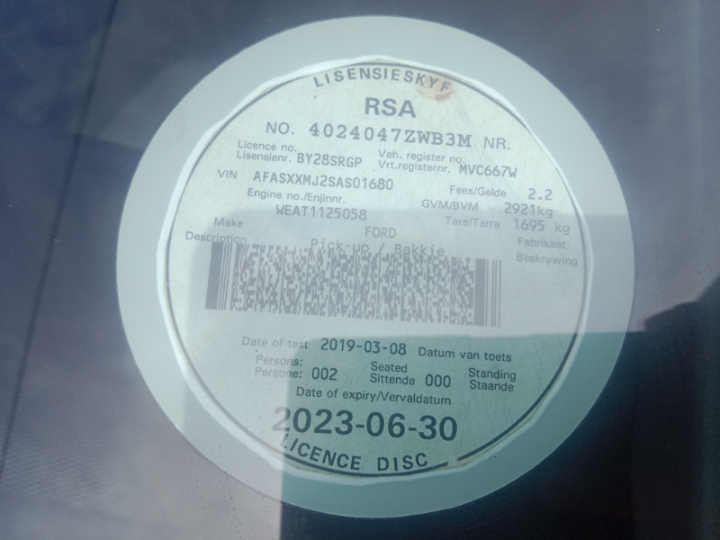 LISENSIESKYF
RSA
NO. 4024047ZWB3M NR.
Licence no. Veh. register no.
Lisensienr. BY28SRGP Vrt.registernr. MVC667W
VIN AFASXXMJ2SAS01680 Fees/Gelde 2.2
Engine no./Enjinnr. GVM/BVM 2921kg
WEAT1125058 Tare/Tarra 1695 kg
Make FORD Fabrikaat
Description Pick-up / Bakkie Beskrywing
Date of test 2019-03-08 Datum van toets
Persons: Seated Standing
Persone: 002 Sittende 000 Staande
Date of expiry/Vervaldatum
2023-06-30
LICENCE DISC